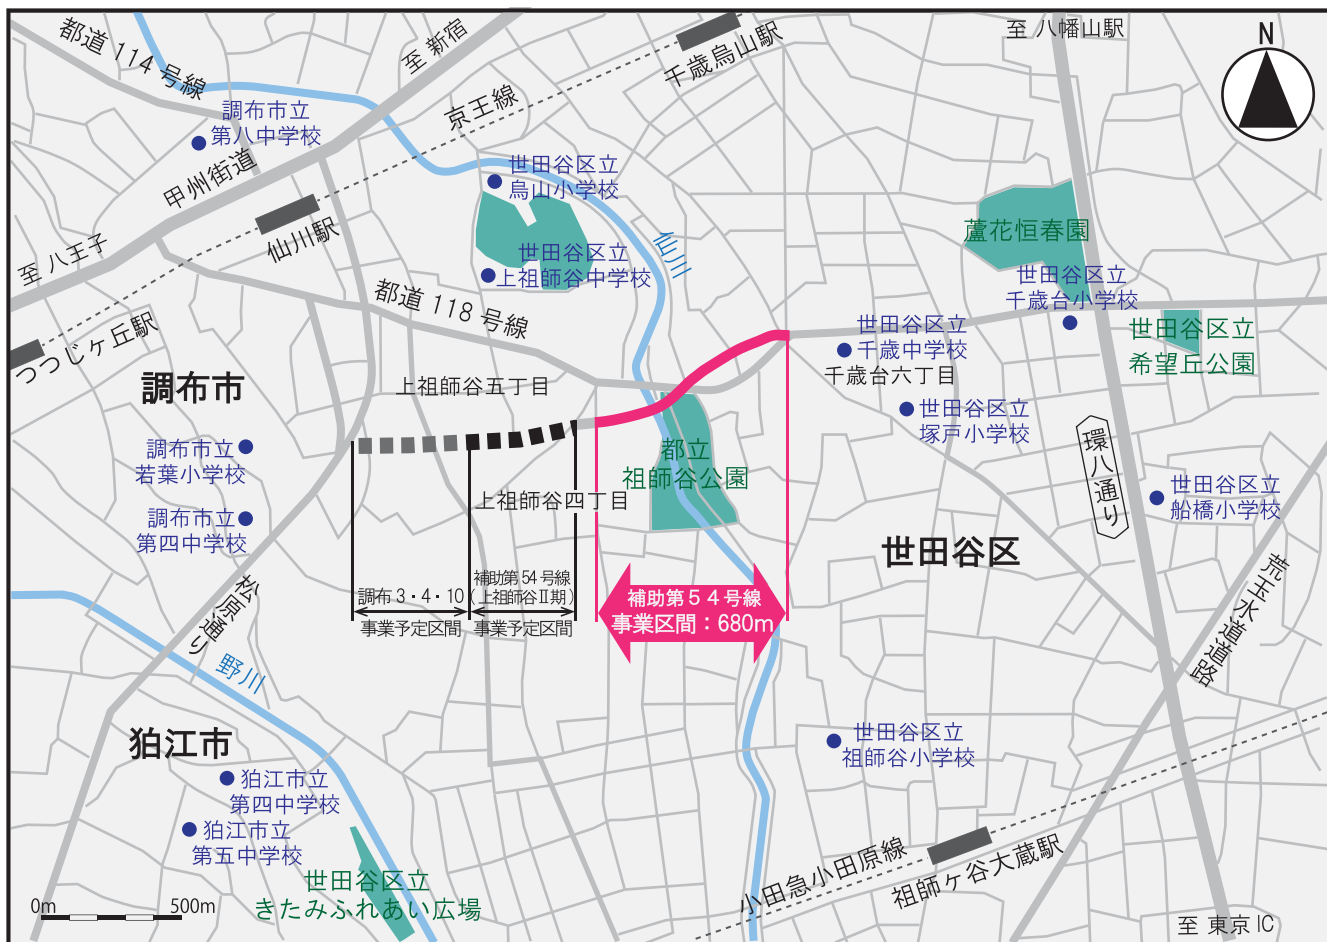 都道 114 号線
至 新宿
千歳烏山駅
至 八幡山駅
N
京王線
調布市立
第八中学校
甲州街道
世田谷区立
烏山小学校
仙川駅
至 八王子
仙川
蘆花恒春園
世田谷区立
上祖師谷中学校
都道 118 号線
世田谷区立
千歳台小学校
つつじヶ丘駅
世田谷区立
千歳中学校
千歳台六丁目
世田谷区立
希望丘公園
調布市
上祖師谷五丁目
世田谷区立
塚戸小学校
調布市立
若葉小学校
都立
祖師谷公園
環八通り
上祖師谷四丁目
世田谷区立
船橋小学校
調布市立
第四中学校
世田谷区
荒玉水道道路
松原通り
調布 3・4・10
事業予定区間
補助第 54 号線
（上祖師谷Ⅱ期）
事業予定区間
補助第５４号線
事業区間：680m
野川
狛江市
世田谷区立
祖師谷小学校
狛江市立
第四中学校
狛江市立
第五中学校
小田急小田原線
祖師ヶ谷大蔵駅
世田谷区立
きたみふれあい広場
0m
500m
至 東京 IC